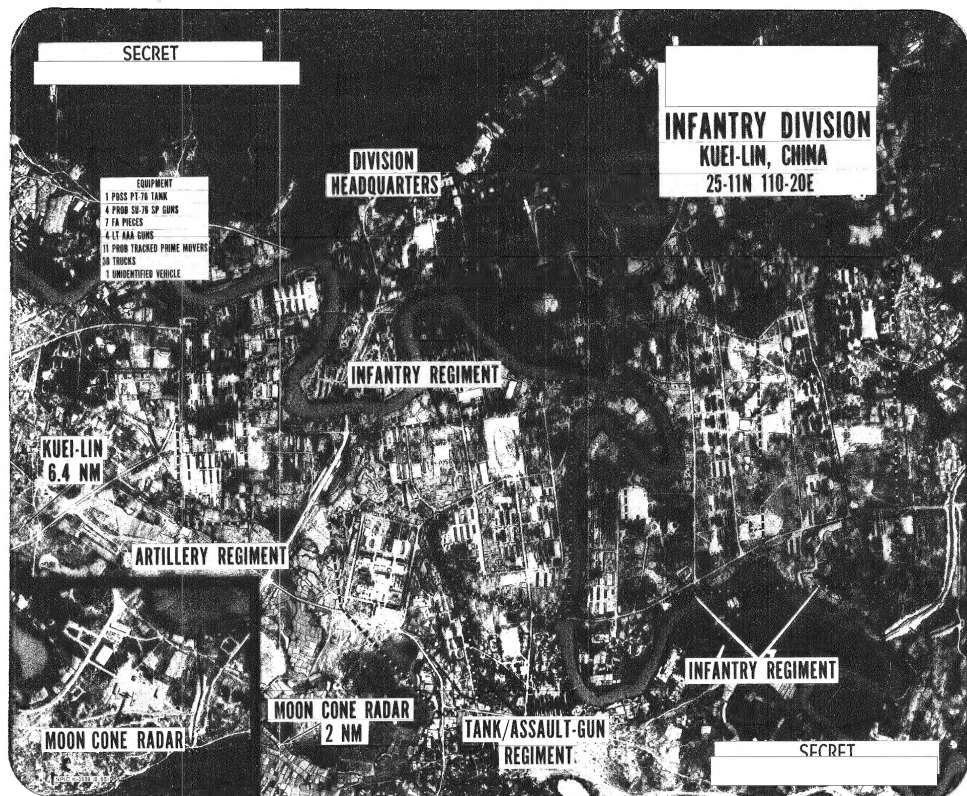 SECRET
INFANTRY DIVISION
KUEI-LIN, CHINA
25-11N 110-20E
DIVISION
HEADQUARTERS
EQUIPMENT
1 POSS PT-76 TANK
4 PROB SU-76 SP GUNS
7 FA PIECES
4 LT AAA GUNS
11 PROB TRACKED PRIME MOVERS
38 TRUCKS
1 UNIDENTIFIED VEHICLE
INFANTRY REGIMENT
KUEI-LIN
6.4 NM
ARTILLERY REGIMENT
INFANTRY REGIMENT
MOON CONE RADAR
2 NM
TANK/ASSAULT-GUN
REGIMENT
MOON CONE RADAR
SECRET